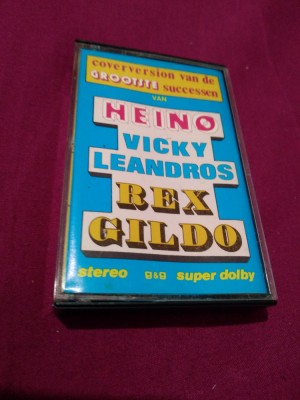 coverversion van de
GROOTSTE successen
VAN
HEINO
VICKY
LEANDROS
REX
GILDO
stereo g&g super dolby